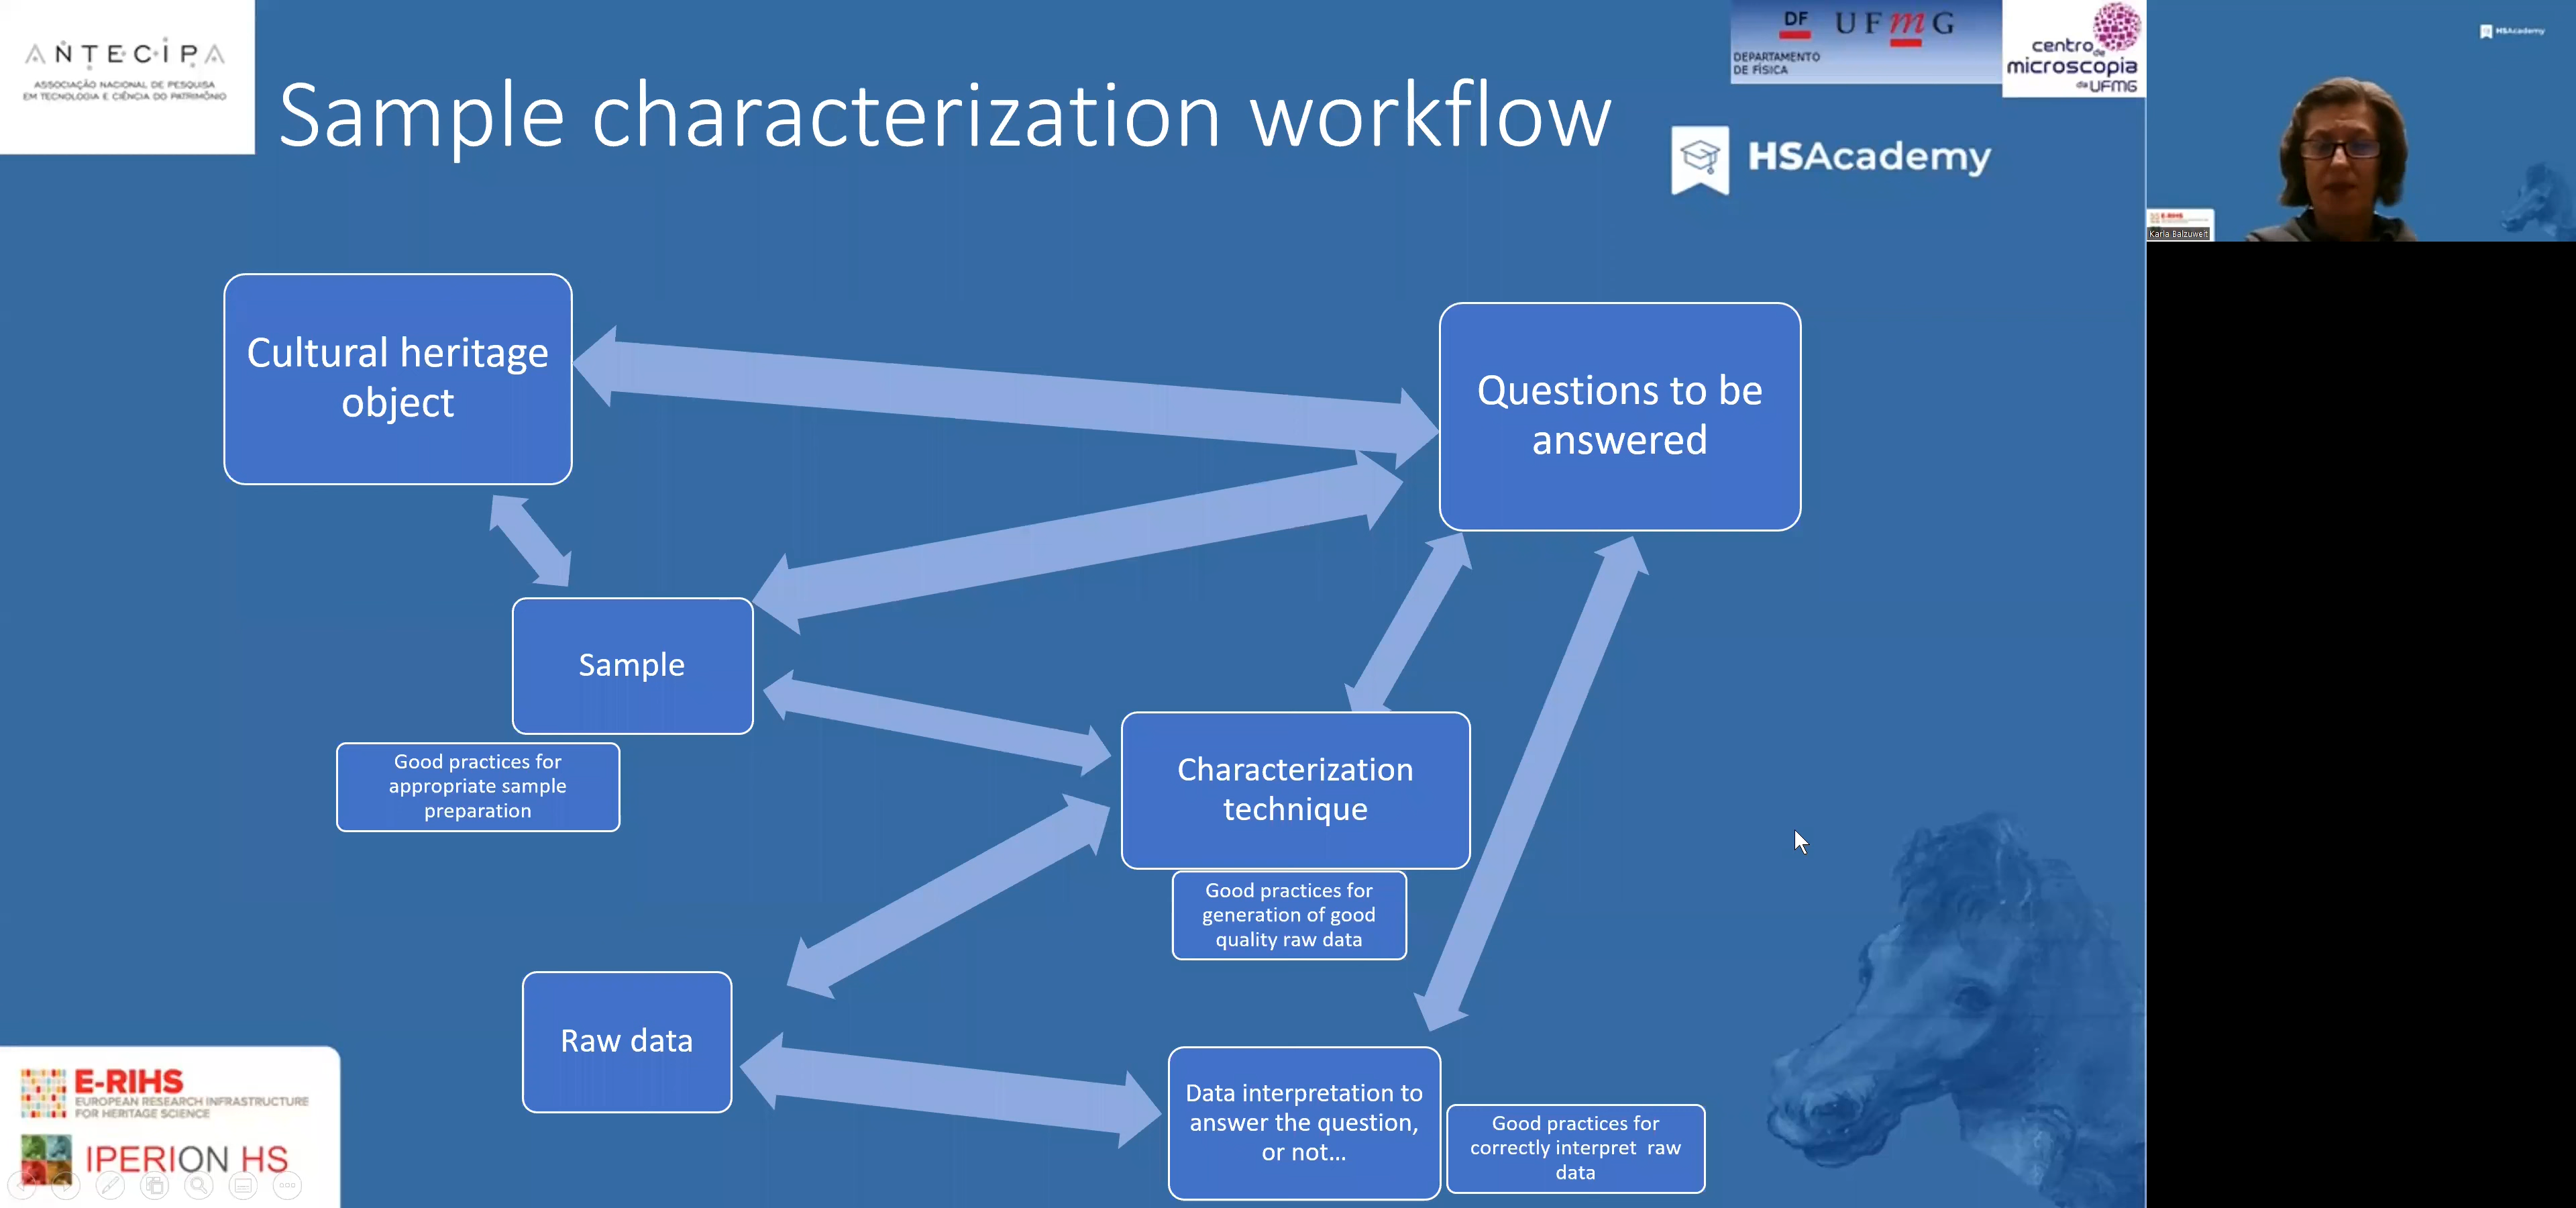 ANTECIPA
ASSOCIAÇÃO NACIONAL DE PESQUISA
EM TECNOLOGIA E CIÊNCIA DO PATRIMÔNIO
Sample characterization workflow
DF UFmG
DEPARTAMENTO
DE FÍSICA
centro de
microscopia
da UFMG
HSAcademy
HSAcademy
E-RIHS
Karla Balzuweit
Cultural heritage
object
Questions to be
answered
Sample
Good practices for
appropriate sample
preparation
Characterization
technique
Good practices for
generation of good
quality raw data
Raw data
Data interpretation to
answer the question,
or not...
Good practices for
correctly interpret raw
data
E-RIHS
EUROPEAN RESEARCH INFRASTRUCTURE
FOR HERITAGE SCIENCE
IPERION HS